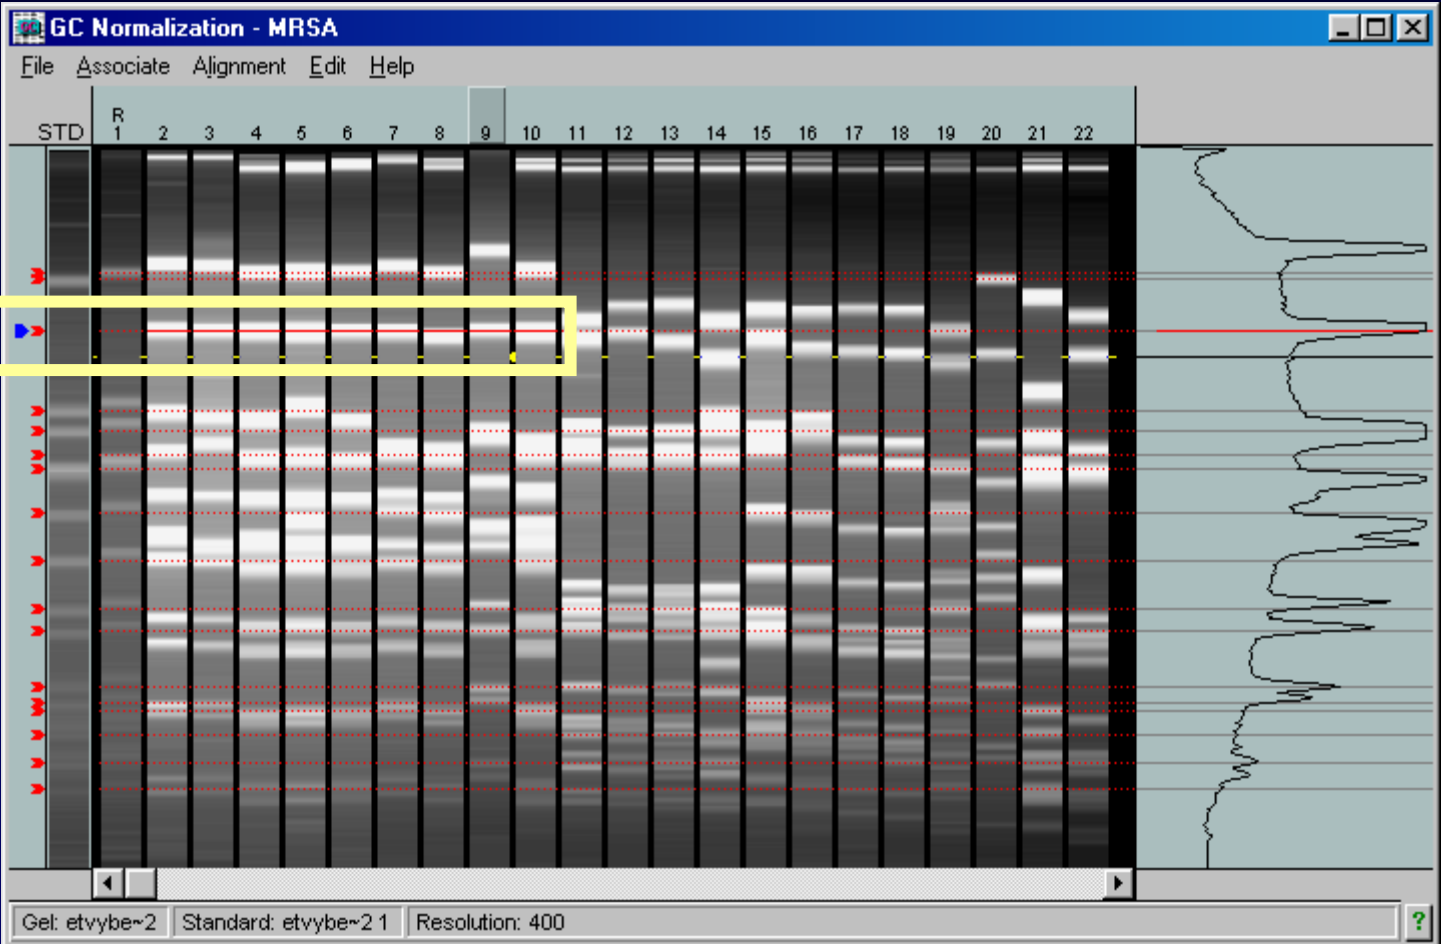 GC Normalization - MRSA
File Associate Alignment Edit Help
R
STD 1 2 3 4 5 6 7 8 9 10 11 12 13 14 15 16 17 18 19 20 21 22
Gel: etvybe~2 Standard: etvybe~2 1 Resolution: 400 ?